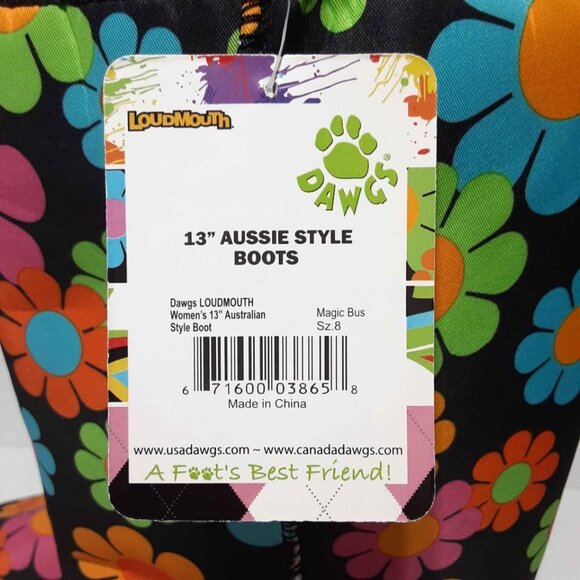 LOUDMOUTH
DAWGS®
13” AUSSIE STYLE
BOOTS
Dawgs LOUDMOUTH
Women's 13” Australian
Style Boot
Magic Bus
Sz.8
6 71600 03865 8
Made in China
www.usadawgs.com ~ www.canadadawgs.com
A Foot's Best Friend!